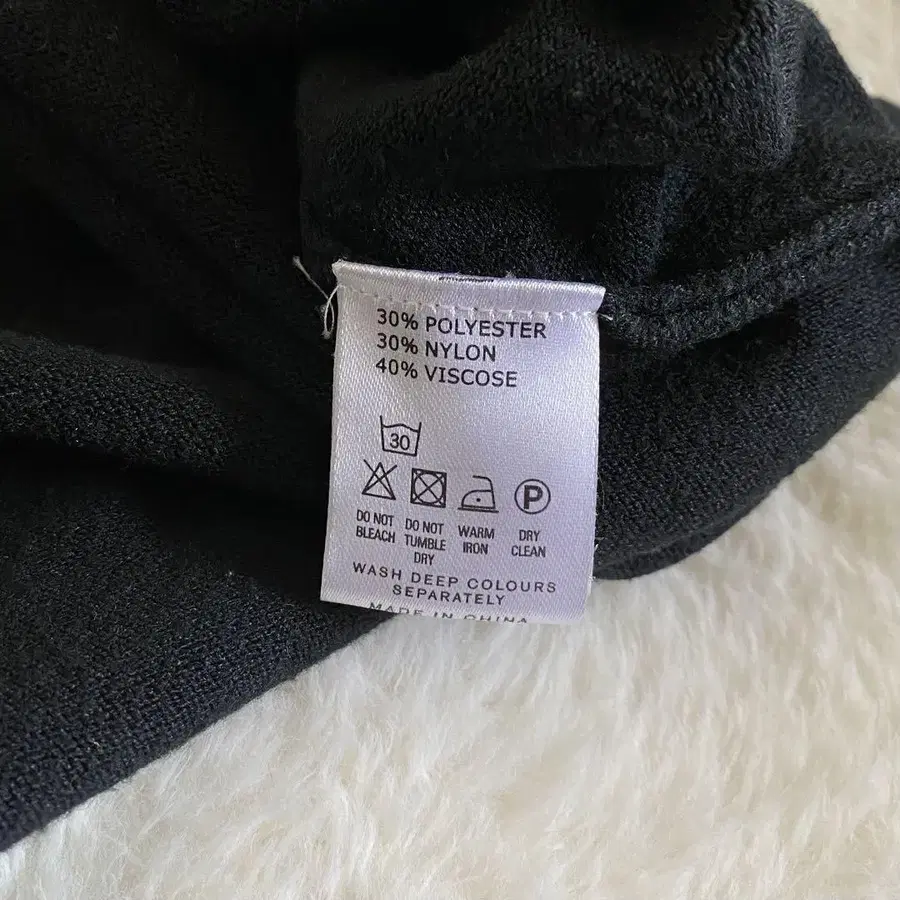 30% POLYESTER
30% NYLON
40% VISCOSE
30
P
DO NOT BLEACH
DO NOT TUMBLE DRY
WARM IRON
DRY CLEAN
WASH DEEP COLOURS
SEPARATELY
MADE IN CHINA